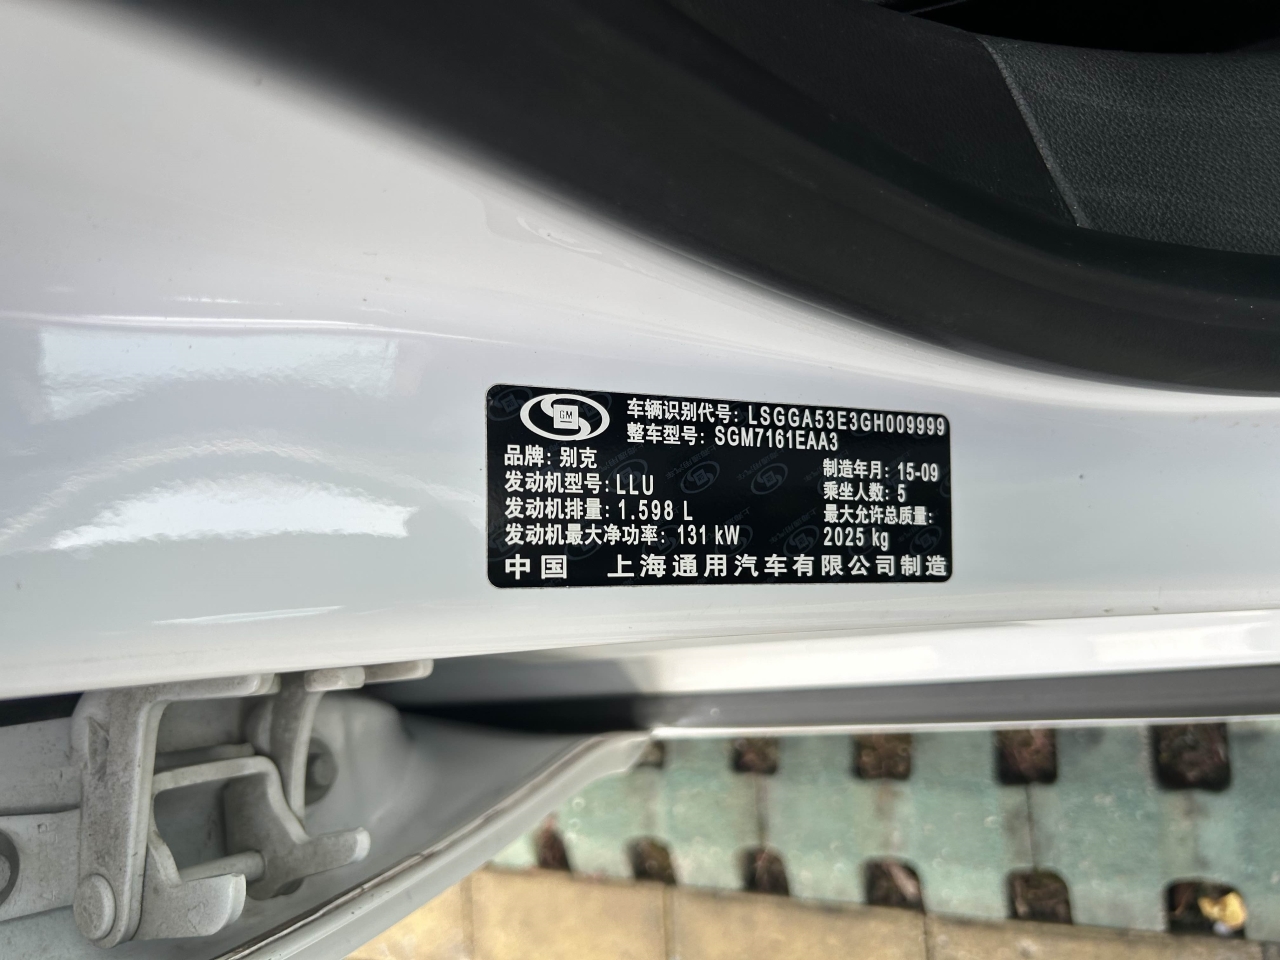 GM
车辆识别代号: LSGGA53E3GH009999
整车型号: SGM7161EAA3
品牌: 别克
制造年月: 15-09
发动机型号: LLU
乘坐人数: 5
发动机排量: 1.598 L
最大允许总质量:
发动机最大净功率: 131 kW
2025 kg
中国 上海通用汽车有限公司制造